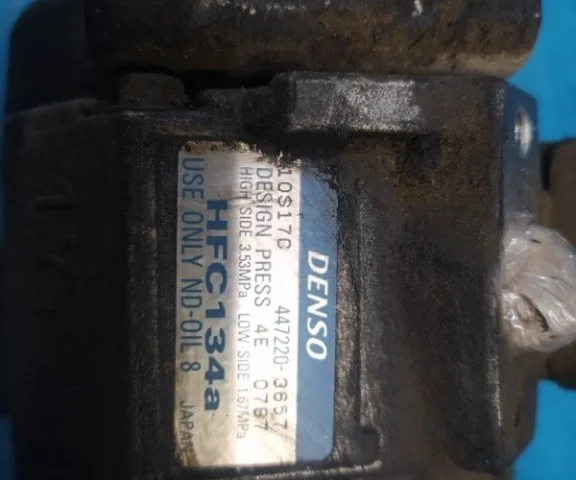 DENSO
10S17C 447220-3657
DESIGN PRESS 4E 0787
HIGH SIDE 3.53MPa LOW SIDE 1.67MPa
HFC134a
USE ONLY ND-OIL 8 JAPAN